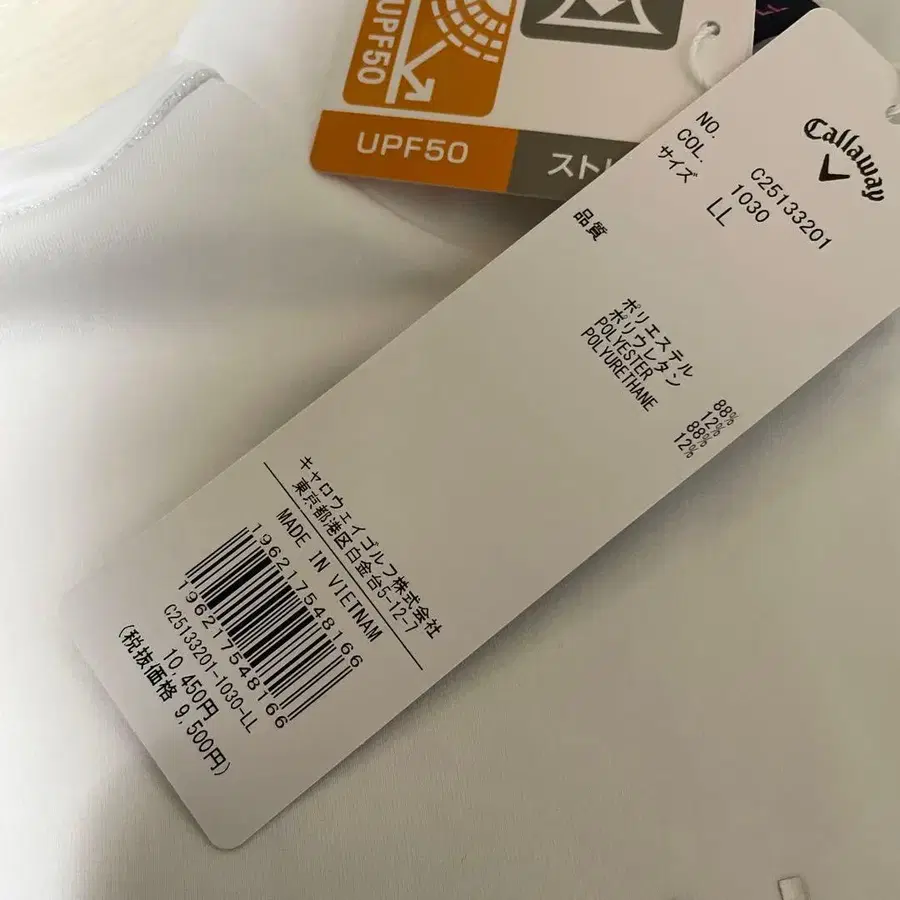 UPF50
UPF50
スト
Callaway
NO. C25133201
COL. 1030
サイズ LL
品質
ポリエステル 88%
ポリウレタン 12%
POLYESTER 88%
POLYURETHANE 12%
キャロウェイゴルフ株式会社
東京都港区白金台5-12-7
MADE IN VIETNAM
196217548166
196217548166
C25133201-1030-LL
10,450円
(税抜価格 9,500円)